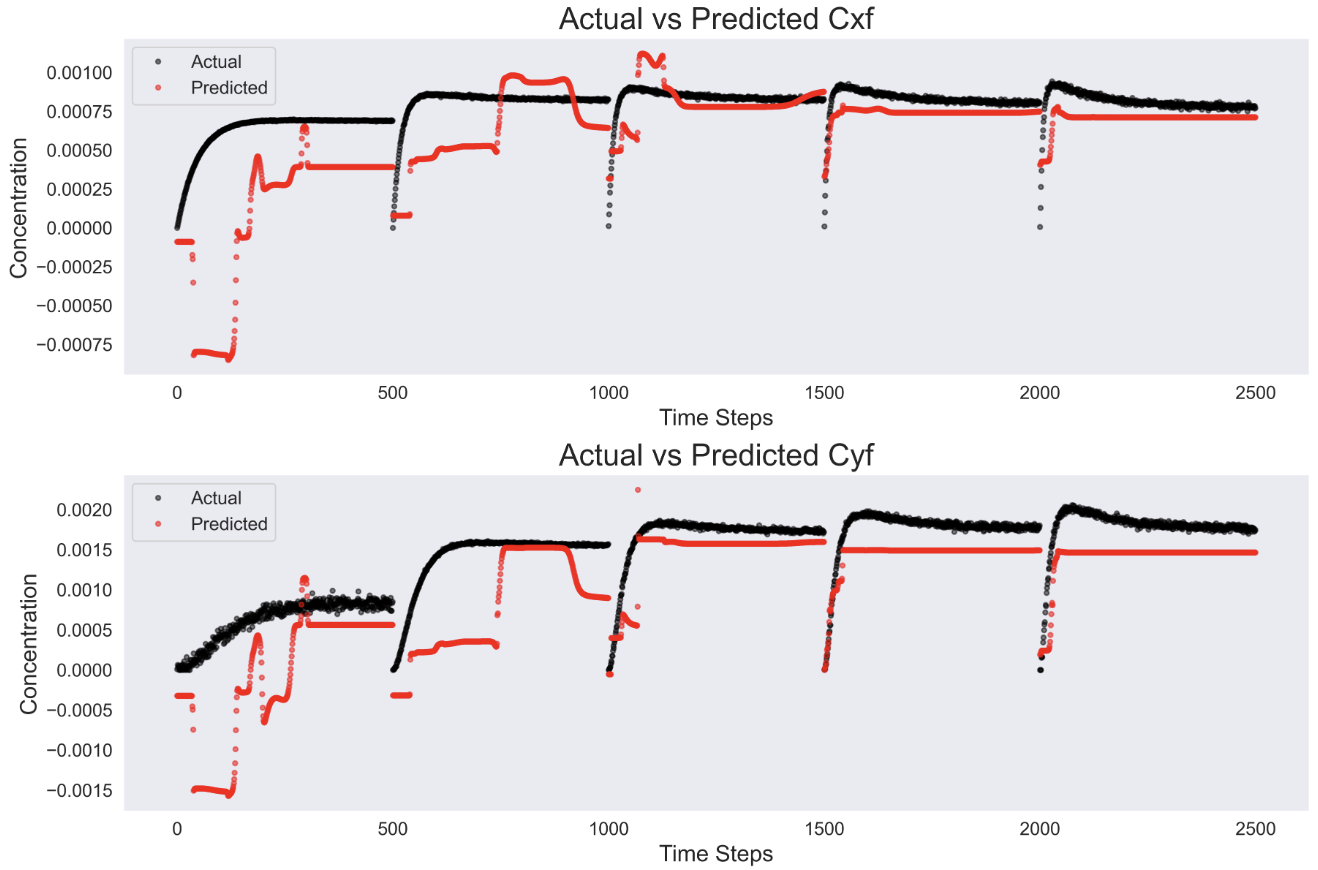 Actual vs Predicted Cxf
Actual
Predicted
0.00100
0.00075
0.00050
0.00025
0.00000
−0.00025
−0.00050
−0.00075
Concentration
0 500 1000 1500 2000 2500
Time Steps
Actual vs Predicted Cyf
Actual
Predicted
0.0020
0.0015
0.0010
0.0005
0.0000
−0.0005
−0.0010
−0.0015
Concentration
0 500 1000 1500 2000 2500
Time Steps